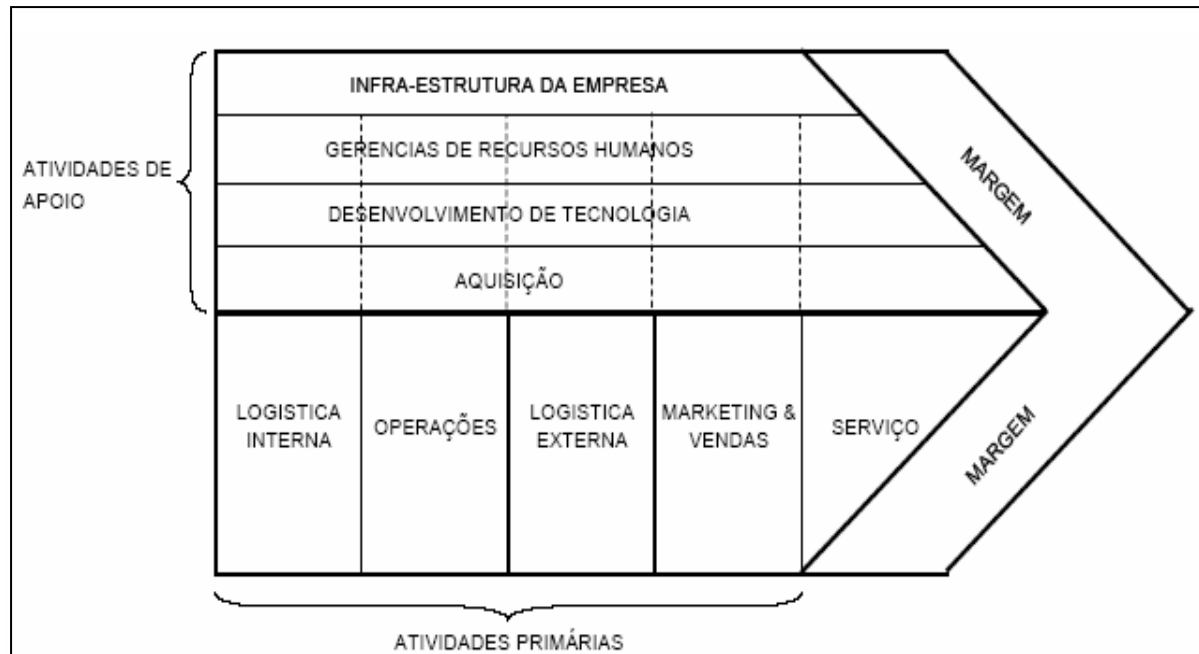 INFRA-ESTRUTURA DA EMPRESA
GERENCIAS DE RECURSOS HUMANOS
DESENVOLVIMENTO DE TECNOLOGIA
AQUISIÇÃO
ATIVIDADES DE
APOIO
MARGEM
LOGISTICA
INTERNA
OPERAÇÕES
LOGISTICA
EXTERNA
MARKETING &
VENDAS
SERVIÇO
MARGEM
ATIVIDADES PRIMÁRIAS